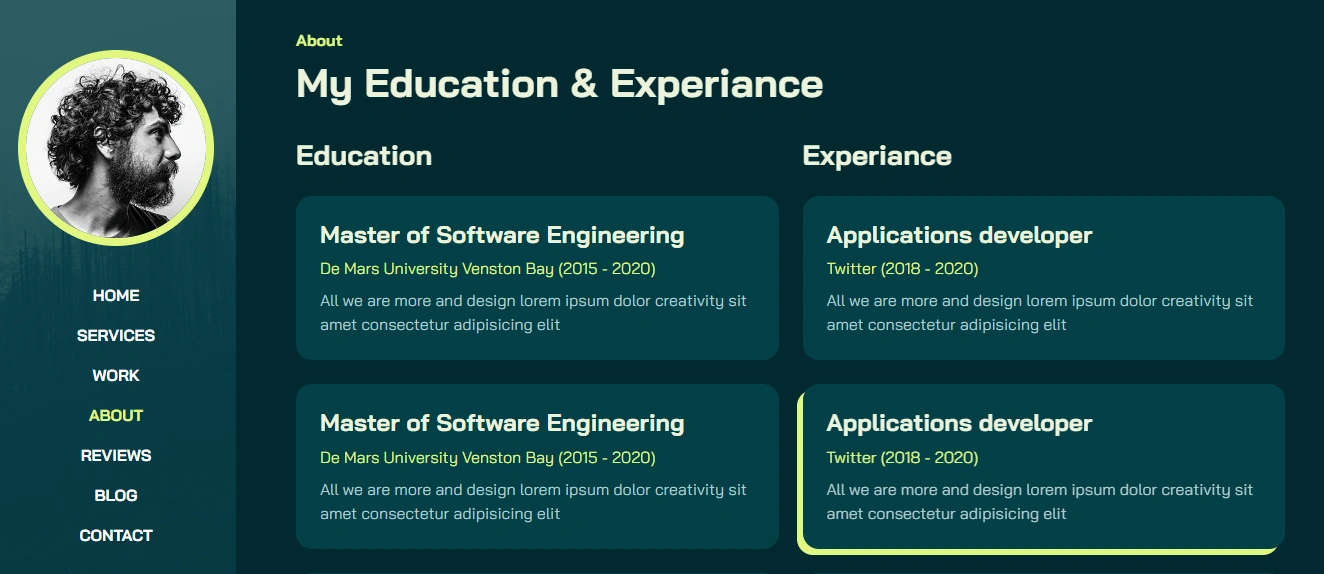 HOME
SERVICES
WORK
ABOUT
REVIEWS
BLOG
CONTACT
About
My Education & Experiance
Education
Master of Software Engineering
De Mars University Venston Bay (2015 - 2020)
All we are more and design lorem ipsum dolor creativity sit
amet consectetur adipisicing elit
Master of Software Engineering
De Mars University Venston Bay (2015 - 2020)
All we are more and design lorem ipsum dolor creativity sit
amet consectetur adipisicing elit
Experiance
Applications developer
Twitter (2018 - 2020)
All we are more and design lorem ipsum dolor creativity sit
amet consectetur adipisicing elit
Applications developer
Twitter (2018 - 2020)
All we are more and design lorem ipsum dolor creativity sit
amet consectetur adipisicing elit